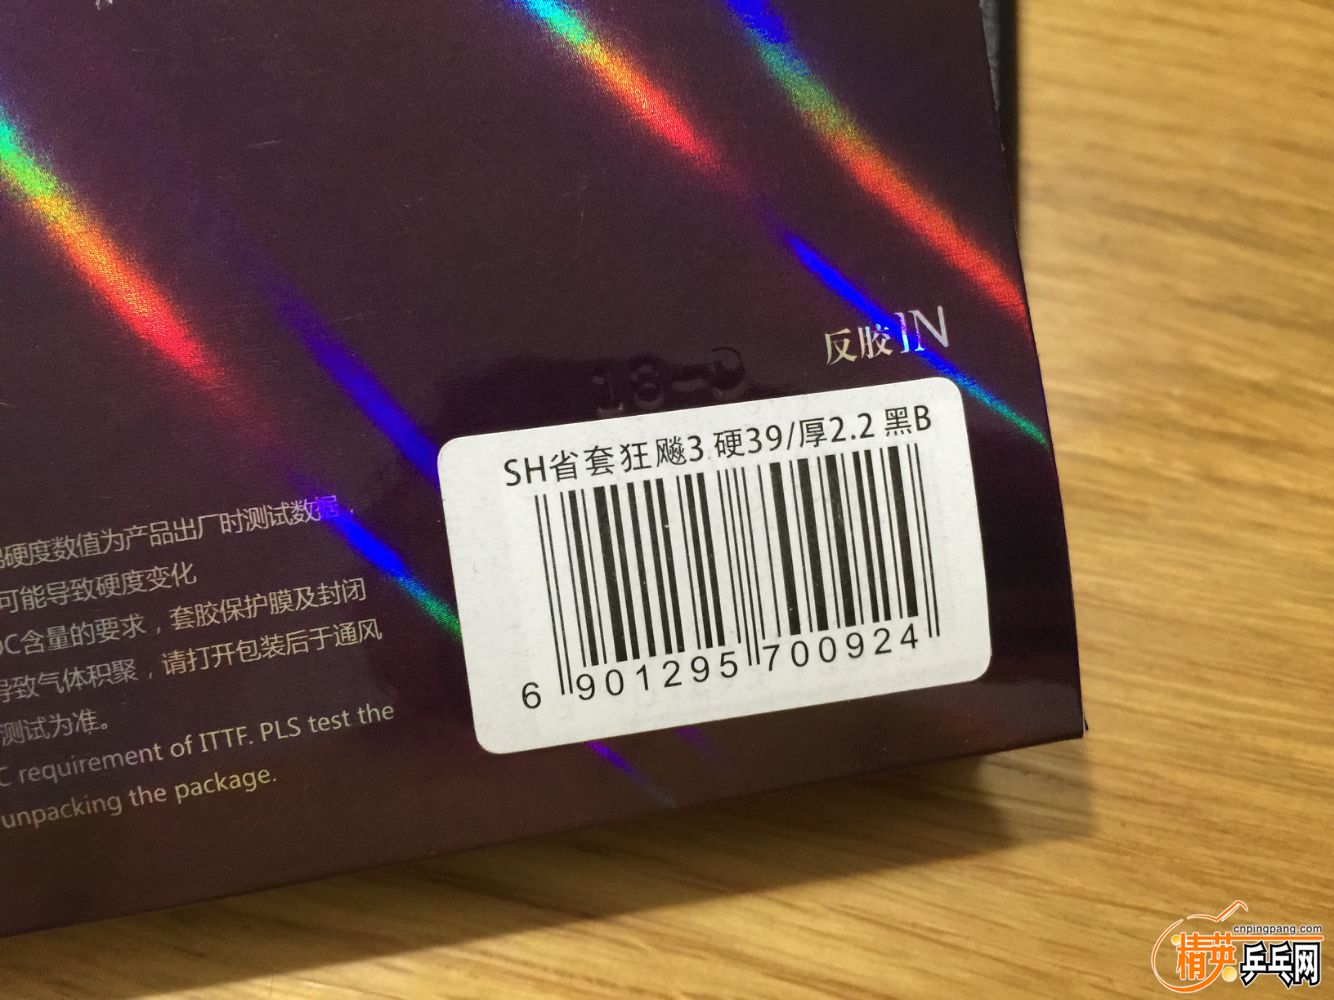 反胶IN
SH省套狂飚3 硬39/厚2.2 黑B
6 901295 700924
硬度数值为产品出厂时测试数据，
可能导致硬度变化
OC含量的要求，套胶保护膜及封闭
导致气体积聚，请打开包装后于通风
测试为准。
C requirement of ITTF. PLS test the
unpacking the package.
cnpingpang.com
精英乒乓网